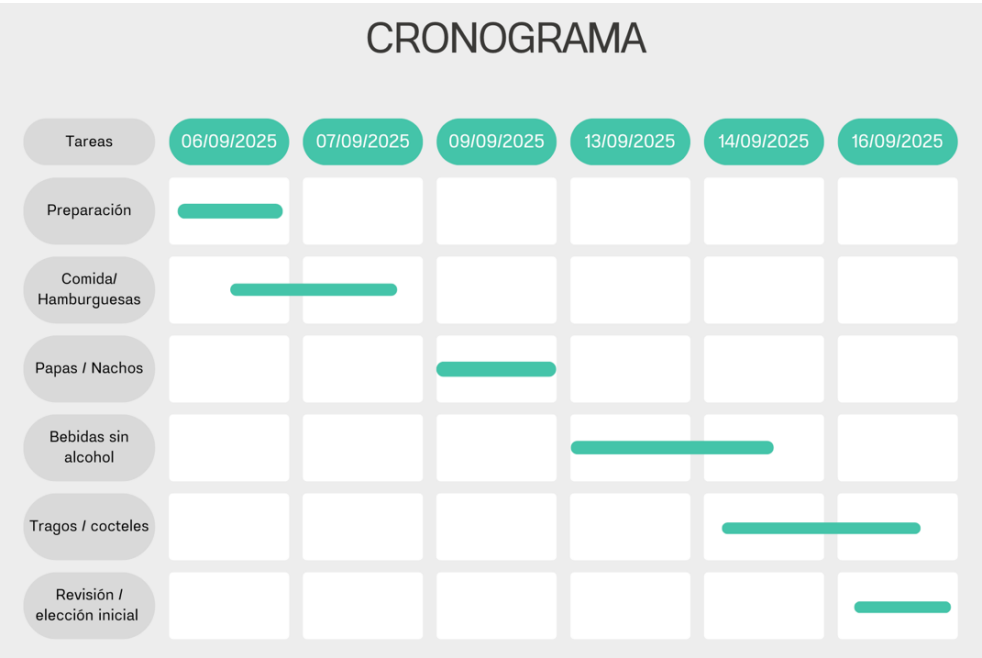 CRONOGRAMA
Tareas
06/09/2025
07/09/2025
09/09/2025
13/09/2025
14/09/2025
16/09/2025
Preparación
Comida/
Hamburguesas
Papas / Nachos
Bebidas sin
alcohol
Tragos / cocteles
Revisión /
elección inicial